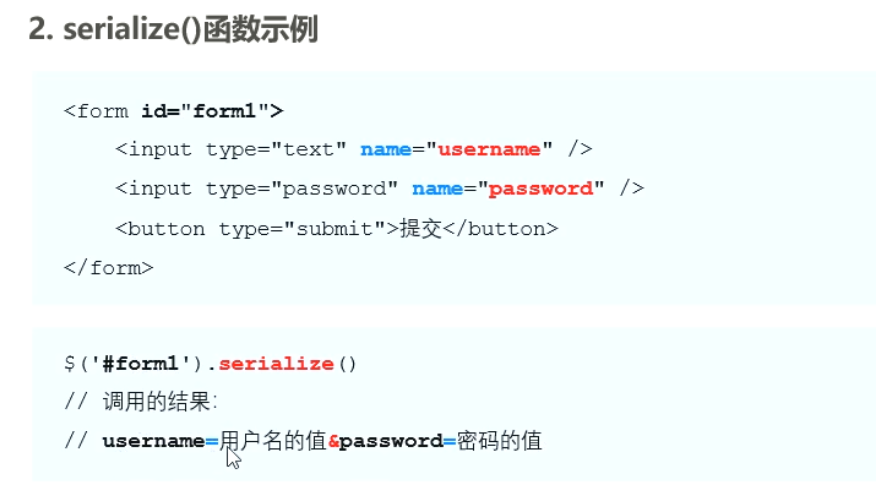 2. serialize()函数示例
<form id="form1">
<input type="text" name="username" />
<input type="password" name="password" />
<button type="submit">提交</button>
</form>
$('#form1').serialize()
// 调用的结果：
// username=用户名的值&password=密码的值